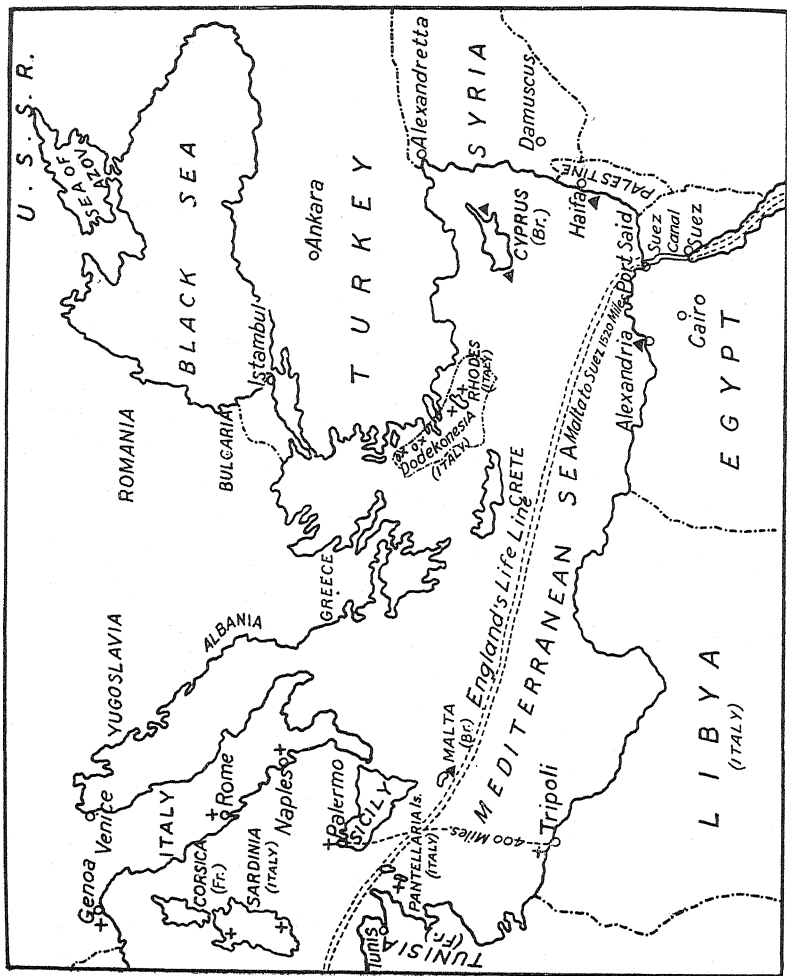 U. S. S. R.
SEA OF
AZOV
BLACK SEA
ROMANIA
BULGARIA
YUGOSLAVIA
ALBANIA
GREECE
Istambul
Ankara
TURKEY
Alexandretta
SYRIA
Damuscus
PALESTINE
Haifa
CYPRUS
(Br.)
Port Said
Suez
Canal
Suez
Cairo
EGYPT
Alexandria
RHODES
(ITALY)
Dodekonesia
(ITALY)
CRETE
England's Life Line
Malta to Suez 1520 Miles
MEDITERRANEAN SEA
MALTA
(Br.)
Genoa
Venice
ITALY
Rome
Naples
CORSICA
(Fr.)
SARDINIA
(ITALY)
Palermo
SICILY
PANTELLARIA Is.
(ITALY)
400 Miles
Tripoli
Tunis
TUNISIA
(Fr.)
LIBYA
(ITALY)